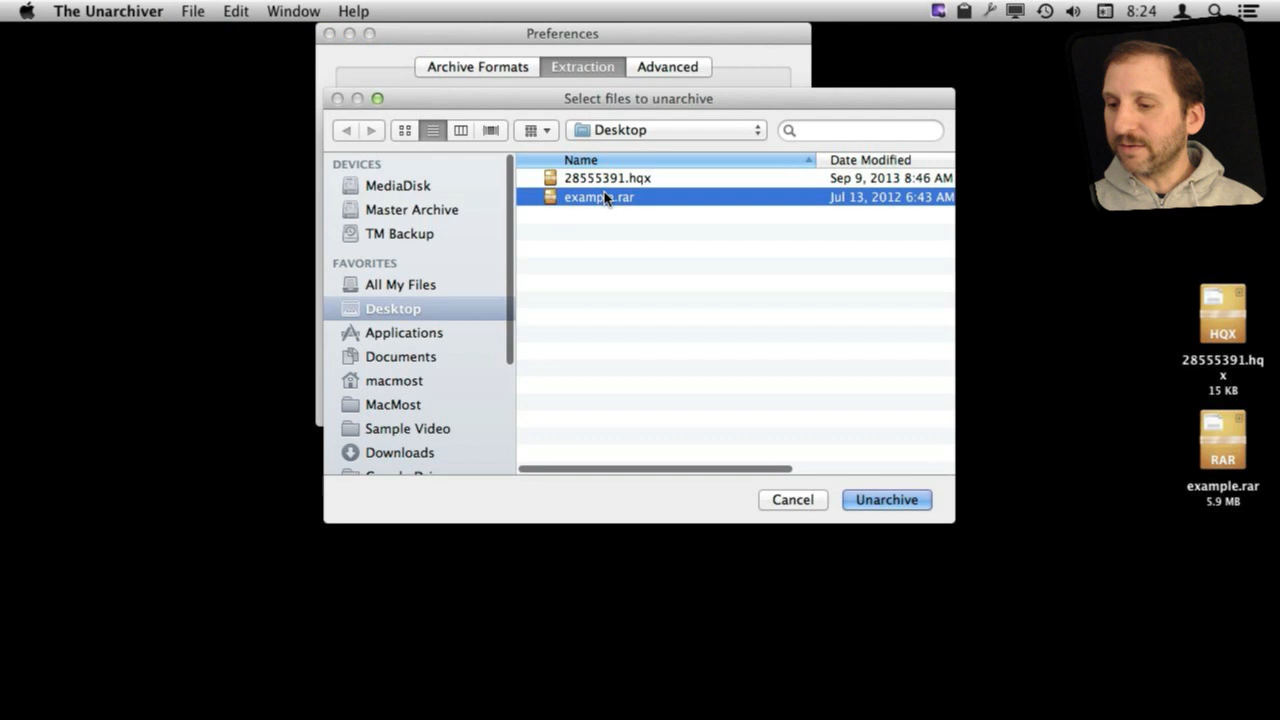 The Unarchiver File Edit Window Help 8:24
Preferences
Archive Formats Extraction Advanced
Select files to unarchive
Desktop
Name Date Modified
28555391.hqx Sep 9, 2013 8:46 AM
example.rar Jul 13, 2012 6:43 AM
DEVICES
MediaDisk
Master Archive
TM Backup
FAVORITES
All My Files
Desktop
Applications
Documents
macmost
MacMost
Sample Video
Downloads
Cancel Unarchive
HQX
28555391.hq
x
15 KB
RAR
example.rar
5.9 MB